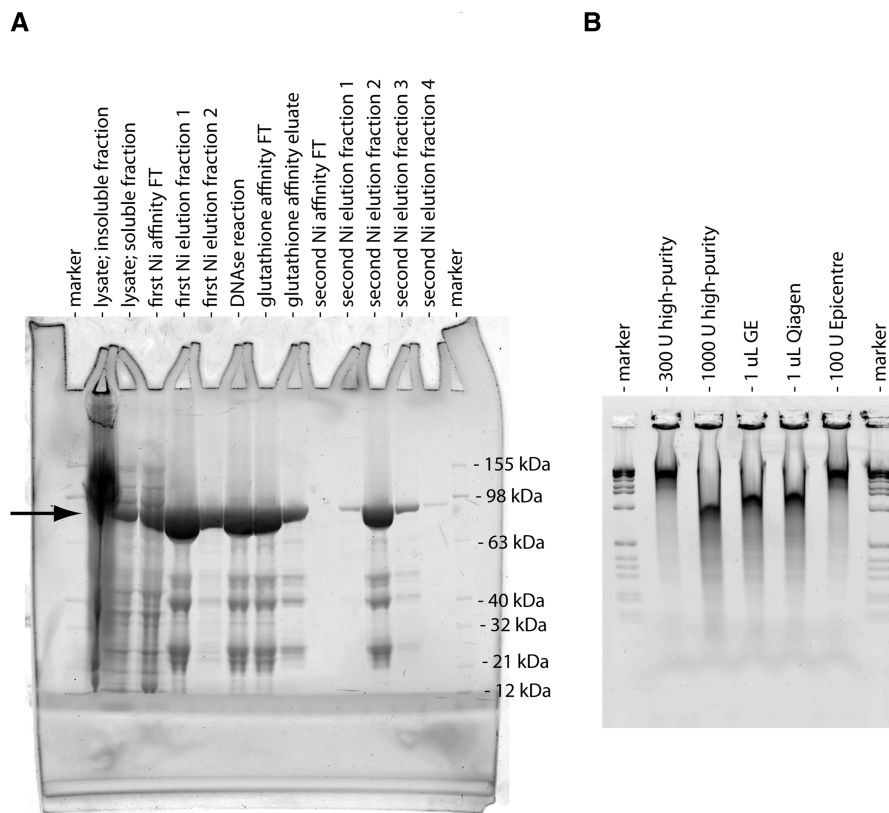 A
B
- marker
- lysate; insoluble fraction
- lysate; soluble fraction
- first Ni affinity FT
- first Ni elution fraction 1
- first Ni elution fraction 2
- DNAse reaction
- glutathione affinity FT
- glutathione affinity eluate
- second Ni affinity FT
- second Ni elution fraction 1
- second Ni elution fraction 2
- second Ni elution fraction 3
- second Ni elution fraction 4
- marker
- 155 kDa
- 98 kDa
- 63 kDa
- 40 kDa
- 32 kDa
- 21 kDa
- 12 kDa
- marker
- 300 U high-purity
- 1000 U high-purity
- 1 uL GE
- 1 uL Qiagen
- 100 U Epicentre
- marker